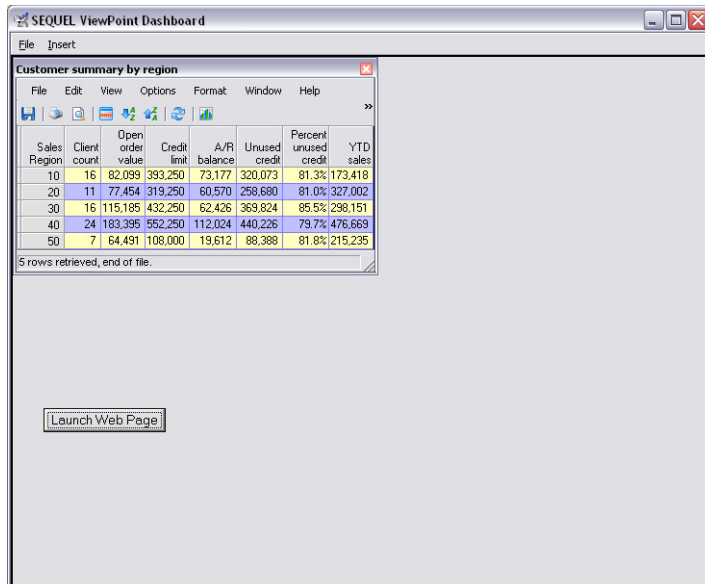 SEQUEL ViewPoint Dashboard
File Insert
Customer summary by region
File Edit View Options Format Window Help
»
Sales Region Client count Open order value Credit limit A/R balance Unused credit Percent unused credit YTD sales
10 16 82,099 393,250 73,177 320,073 81.3% 173,418
20 11 77,454 319,250 60,570 258,680 81.0% 327,002
30 16 115,185 432,250 62,426 369,824 85.5% 298,151
40 24 183,395 552,250 112,024 440,226 79.7% 476,669
50 7 64,491 108,000 19,612 88,388 81.8% 215,235
5 rows retrieved, end of file.
Launch Web Page